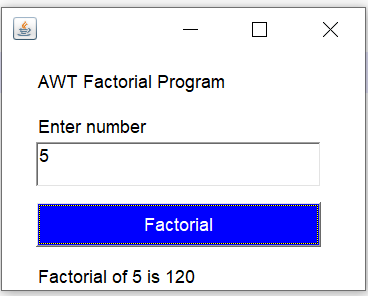 AWT Factorial Program
Enter number
5
Factorial
Factorial of 5 is 120